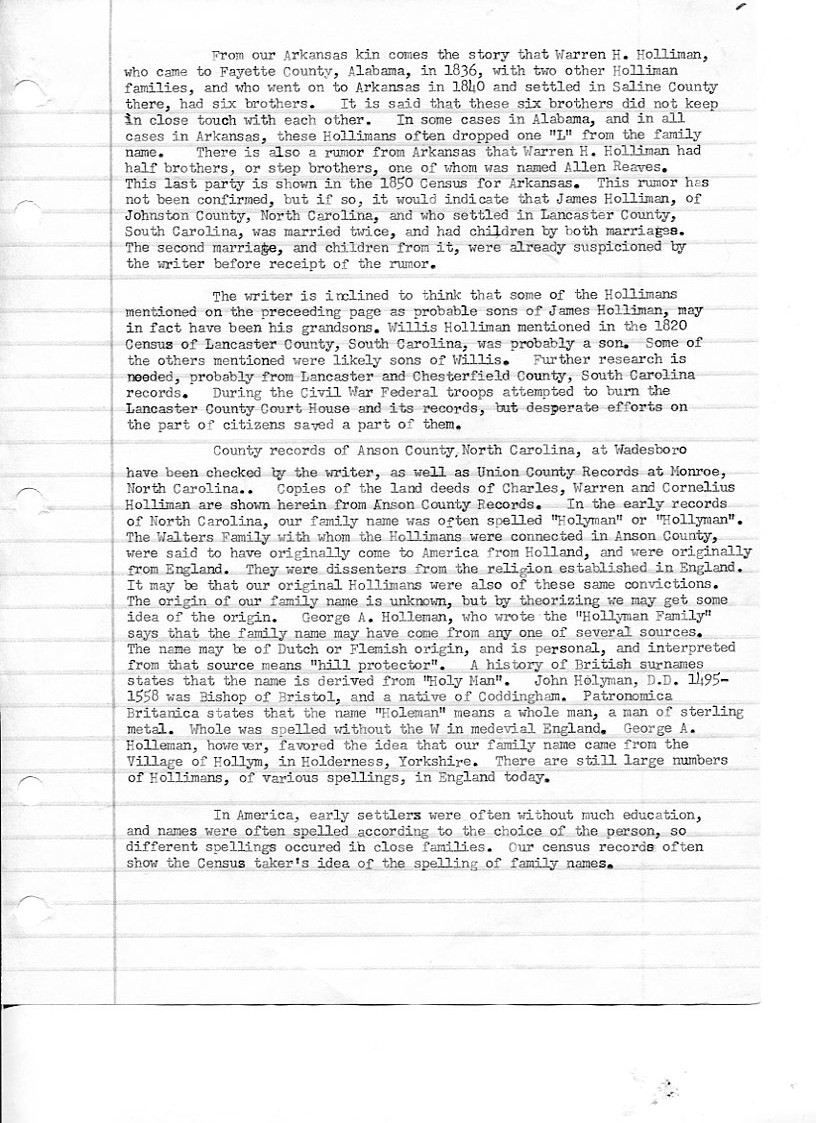 From our Arkansas kin comes the story that Warren H. Holliman,
who came to Fayette County, Alabama, in 1836, with two other Holliman
families, and who went on to Arkansas in 1840 and settled in Saline County
there, had six brothers. It is said that these six brothers did not keep
in close touch with each other. In some cases in Alabama, and in all
cases in Arkansas, these Hollimans often dropped one "L" from the family
name. There is also a rumor from Arkansas that Warren H. Holliman had
half brothers, or step brothers, one of whom was named Allen Reaves.
This last party is shown in the 1850 Census for Arkansas. This rumor has
not been confirmed, but if so, it would indicate that James Holliman, of
Johnston County, North Carolina, and who settled in Lancaster County,
South Carolina, was married twice, and had children by both marriages.
The second marriage, and children from it, were already suspicioned by
the writer before receipt of the rumor.
The writer is inclined to think that some of the Hollimans
mentioned on the preceeding page as probable sons of James Holliman, may
in fact have been his grandsons. Willis Holliman mentioned in the 1820
Census of Lancaster County, South Carolina, was probably a son. Some of
the others mentioned were likely sons of Willis. Further research is
needed, probably from Lancaster and Chesterfield County, South Carolina
records. During the Civil War Federal troops attempted to burn the
Lancaster County Court House and its records, but desperate efforts on
the part of citizens saved a part of them.
County records of Anson County, North Carolina, at Wadesboro
have been checked by the writer, as well as Union County Records at Monroe,
North Carolina.. Copies of the land deeds of Charles, Warren and Cornelius
Holliman are shown herein from Anson County Records. In the early records
of North Carolina, our family name was often spelled "Holyman" or "Hollyman".
The Walters Family with whom the Hollimans were connected in Anson County,
were said to have originally come to America from Holland, and were originally
from England. They were dissenters from the religion established in England.
It may be that our original Hollimans were also of these same convictions.
The origin of our family name is unknown, but by theorizing we may get some
idea of the origin. George A. Holleman, who wrote the "Hollyman Family"
says that the family name may have come from any one of several sources.
The name may be of Dutch or Flemish origin, and is personal, and interpreted
from that source means "hill protector". A history of British surnames
states that the name is derived from "Holy Man". John Holyman, D.D. 1495-
1558 was Bishop of Bristol, and a native of Coddingham. Patronomica
Britanica states that the name "Holeman" means a whole man, a man of sterling
metal. Whole was spelled without the W in medevial England. George A.
Holleman, however, favored the idea that our family name came from the
Village of Hollym, in Holderness, Yorkshire. There are still large numbers
of Hollimans, of various spellings, in England today.
In America, early settlers were often without much education,
and names were often spelled according to the choice of the person, so
different spellings occured in close families. Our census records often
show the Census taker's idea of the spelling of family names.